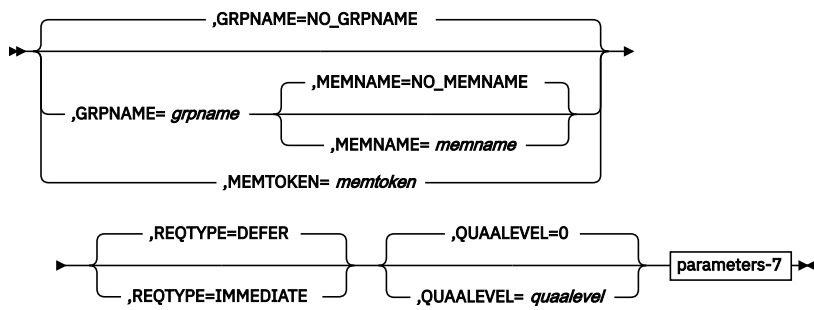 ,GRPNAME=NO_GRPNAME
,MEMNAME=NO_MEMNAME
,GRPNAME= grpname
,MEMNAME= memname
,MEMTOKEN= memtoken
,REQTYPE=DEFER
,QUAALEVEL=0
parameters-7
,REQTYPE=IMMEDIATE
,QUAALEVEL= quaalevel